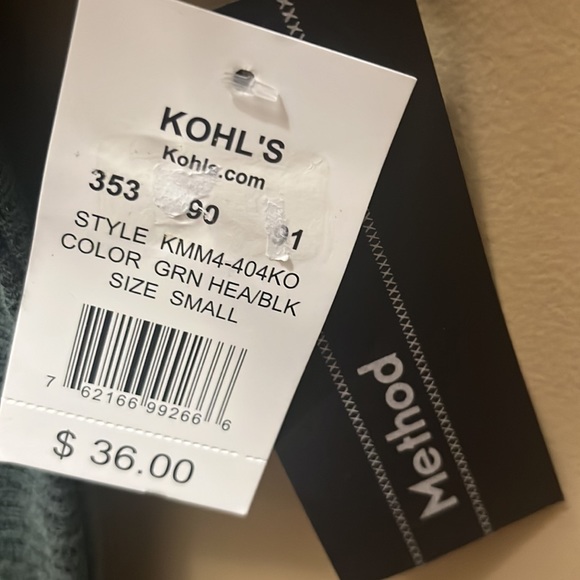 KOHL'S
Kohls.com
353 90 91
STYLE KMM4-404KO
COLOR GRN HEA/BLK
SIZE SMALL
7 62166 99266 6
$ 36.00
Method